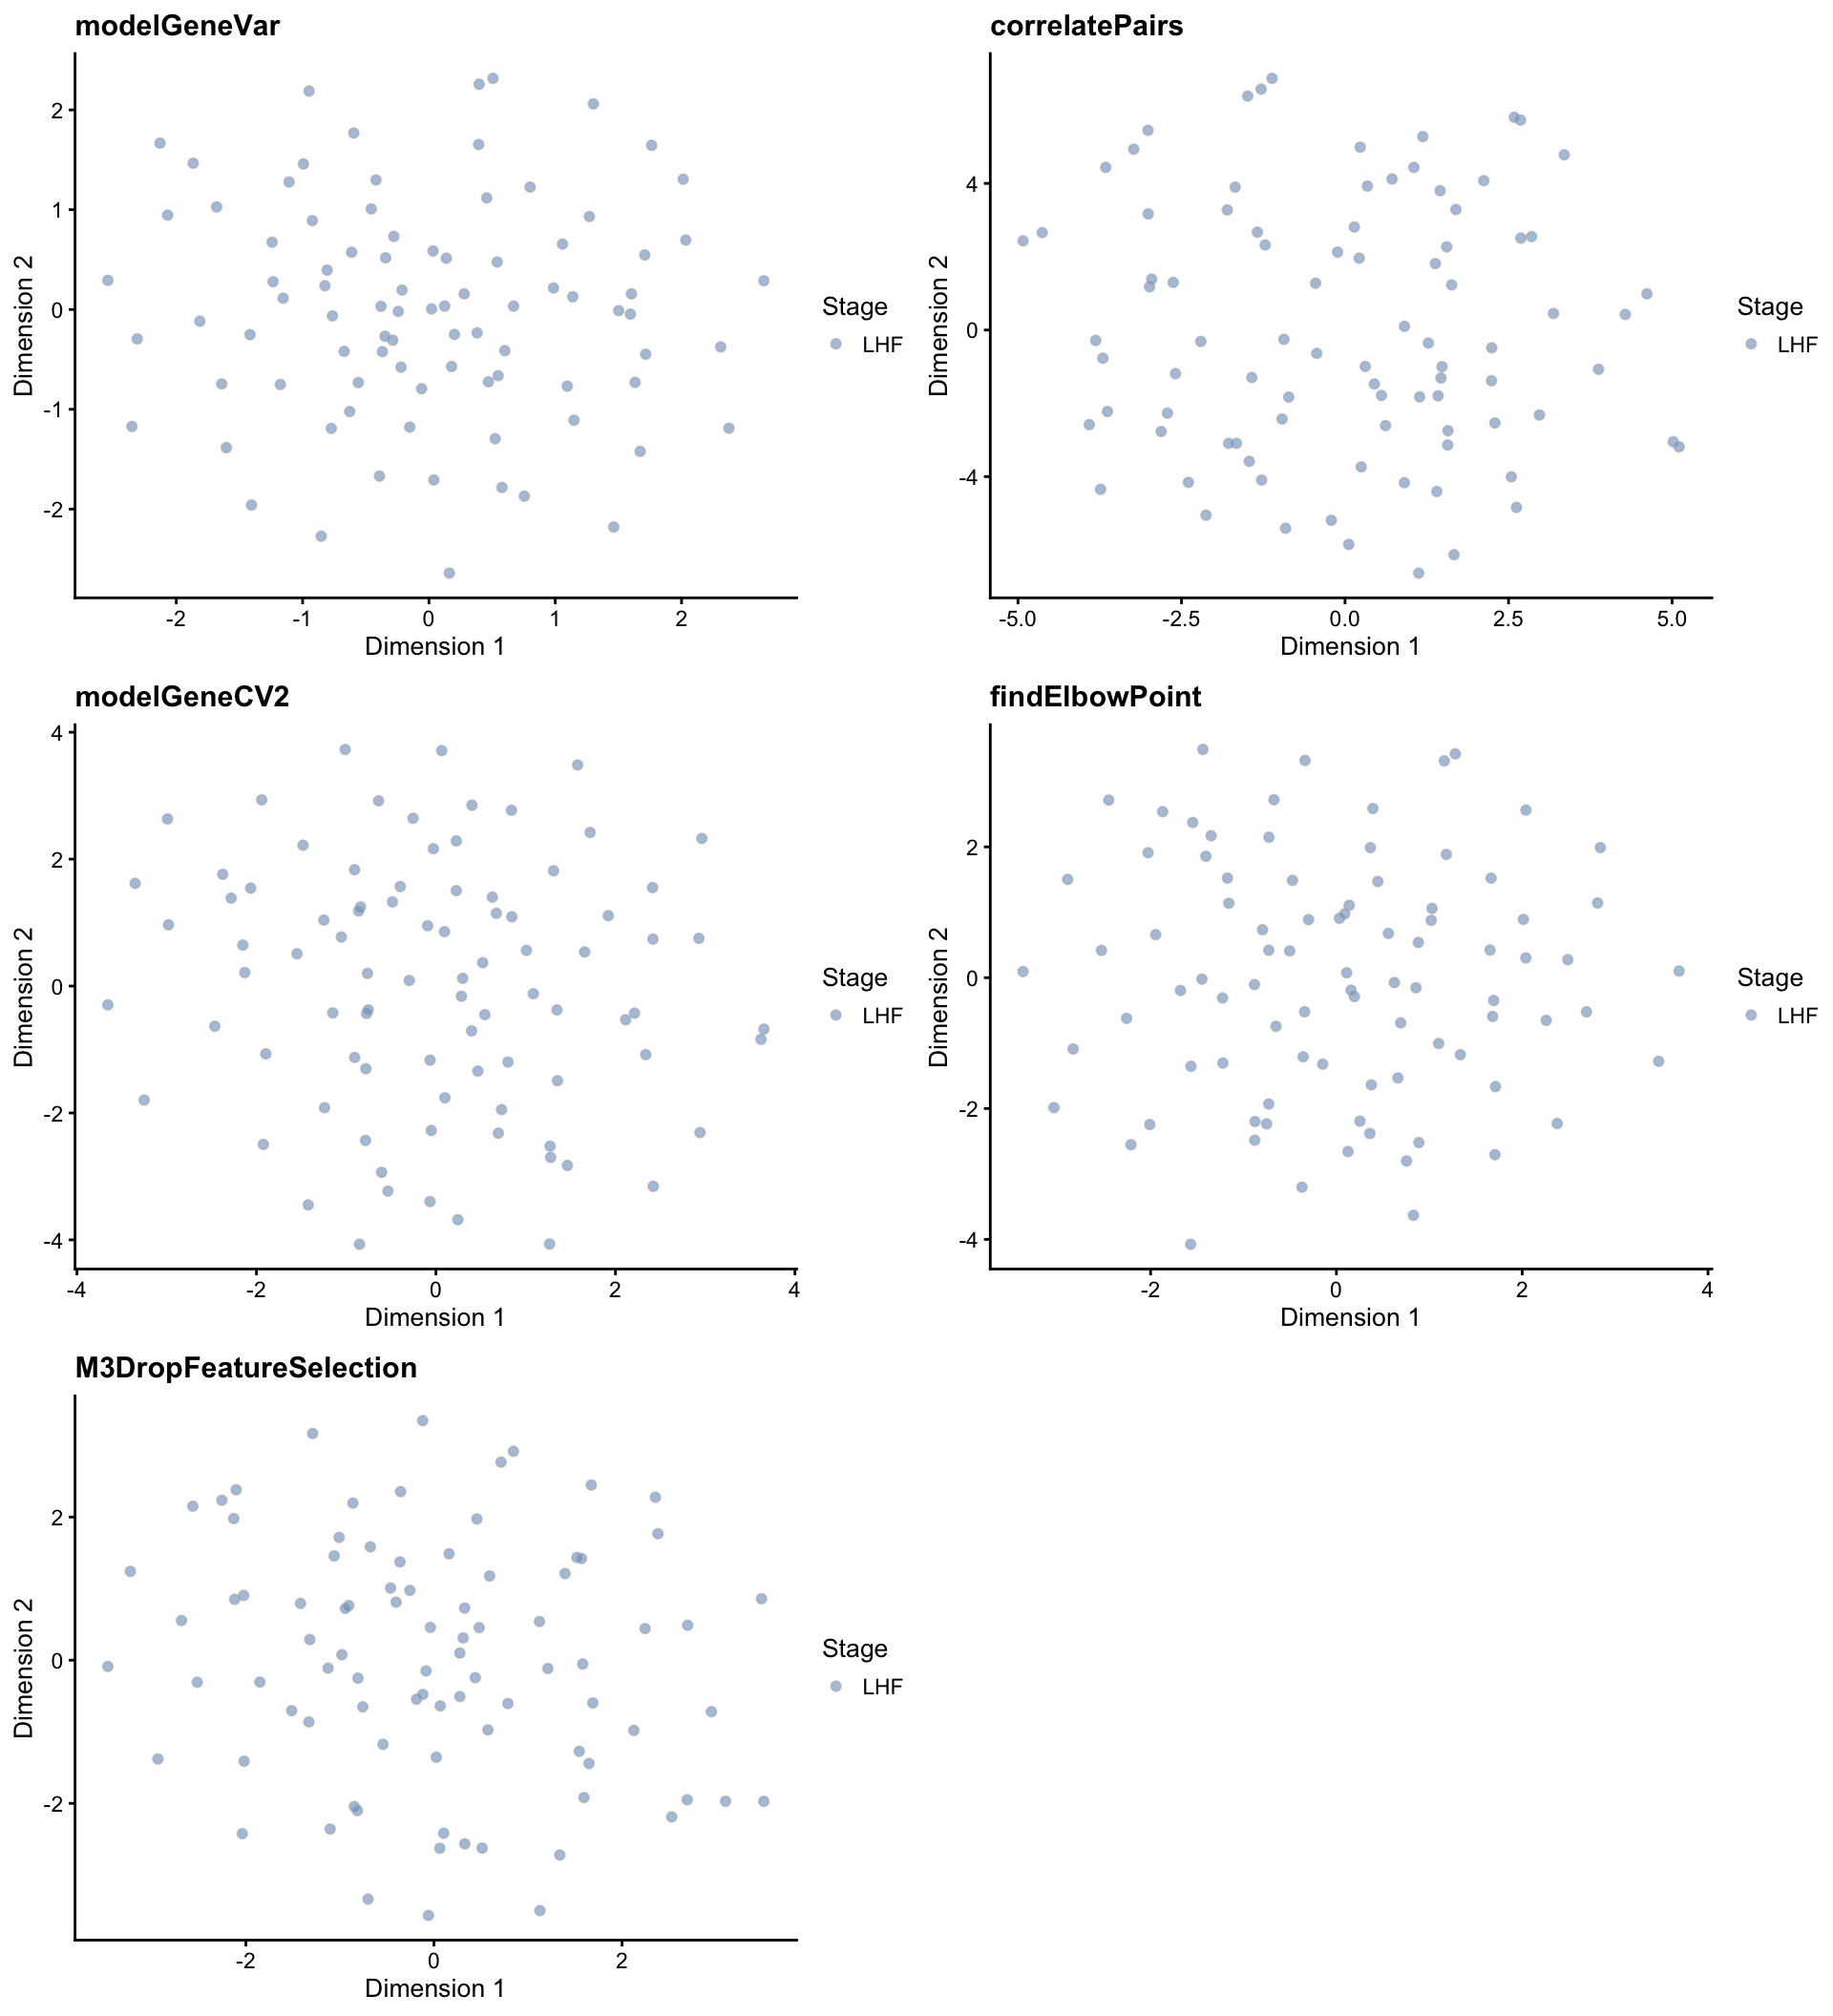 modelGeneVar
2
1
0
-1
-2
Dimension 2
-2
-1
0
1
2
Dimension 1
Stage
LHF
correlatePairs
4
0
-4
Dimension 2
-5.0
-2.5
0.0
2.5
5.0
Dimension 1
Stage
LHF
modelGeneCV2
4
2
0
-2
-4
Dimension 2
-4
-2
0
2
4
Dimension 1
Stage
LHF
findElbowPoint
2
0
-2
-4
Dimension 2
-2
0
2
4
Dimension 1
Stage
LHF
M3DropFeatureSelection
2
0
-2
Dimension 2
-2
0
2
Dimension 1
Stage
LHF